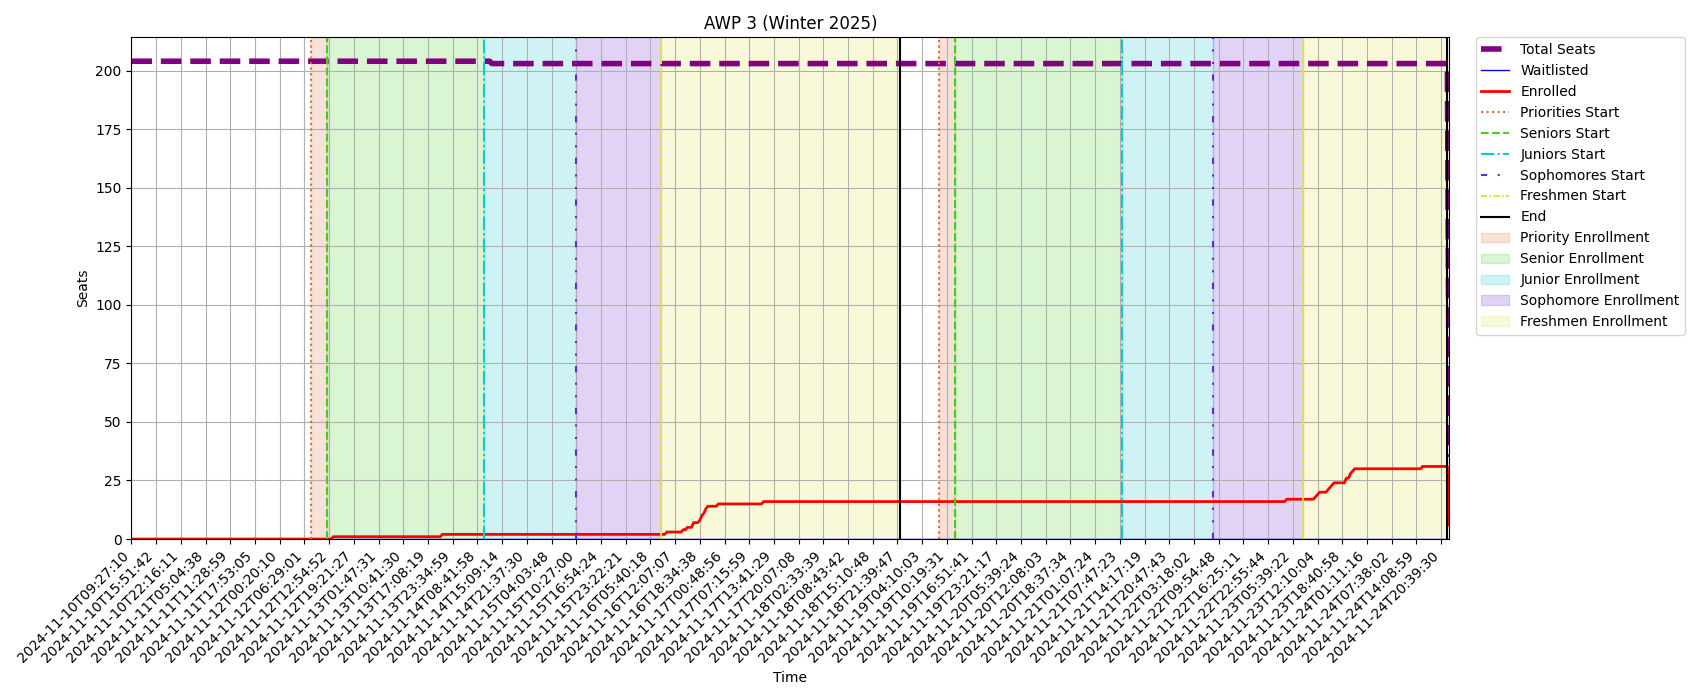 AWP 3 (Winter 2025)
200
175
150
125
100
75
50
25
0
Seats
2024-11-10T09:27:10
2024-11-10T15:51:42
2024-11-10T22:16:11
2024-11-11T05:04:38
2024-11-11T11:28:59
2024-11-11T17:53:05
2024-11-12T00:20:10
2024-11-12T06:29:01
2024-11-12T12:54:52
2024-11-12T19:21:27
2024-11-13T01:47:31
2024-11-13T10:41:30
2024-11-13T17:08:19
2024-11-13T23:34:59
2024-11-14T08:41:58
2024-11-14T15:09:14
2024-11-14T21:37:30
2024-11-15T04:03:48
2024-11-15T10:27:00
2024-11-15T16:54:24
2024-11-15T23:22:21
2024-11-16T05:40:18
2024-11-16T12:07:07
2024-11-16T18:34:38
2024-11-17T00:48:56
2024-11-17T07:15:59
2024-11-17T13:41:29
2024-11-17T20:07:08
2024-11-18T02:33:39
2024-11-18T08:43:42
2024-11-18T15:10:48
2024-11-18T21:39:47
2024-11-19T04:10:03
2024-11-19T10:19:31
2024-11-19T16:51:41
2024-11-19T23:21:17
2024-11-20T05:39:24
2024-11-20T12:08:03
2024-11-20T18:37:34
2024-11-21T01:07:24
2024-11-21T07:47:23
2024-11-21T14:17:19
2024-11-21T20:47:43
2024-11-22T03:18:02
2024-11-22T09:54:48
2024-11-22T16:25:11
2024-11-22T22:55:44
2024-11-23T05:39:22
2024-11-23T12:10:04
2024-11-23T18:40:58
2024-11-24T01:11:16
2024-11-24T07:38:02
2024-11-24T14:08:59
2024-11-24T20:39:30
Time
Total Seats
Waitlisted
Enrolled
Priorities Start
Seniors Start
Juniors Start
Sophomores Start
Freshmen Start
End
Priority Enrollment
Senior Enrollment
Junior Enrollment
Sophomore Enrollment
Freshmen Enrollment